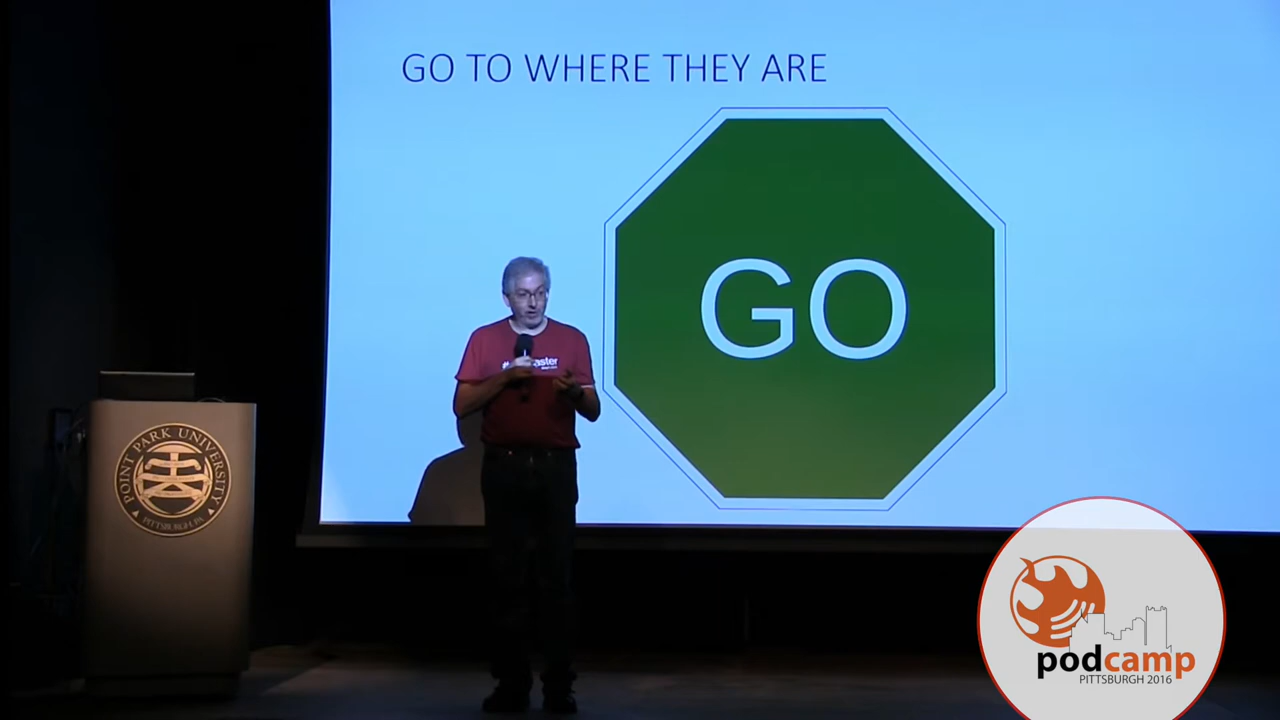 GO TO WHERE THEY ARE
GO
POINT PARK UNIVERSITY
PITTSBURGH, PA
podcamp
PITTSBURGH 2016